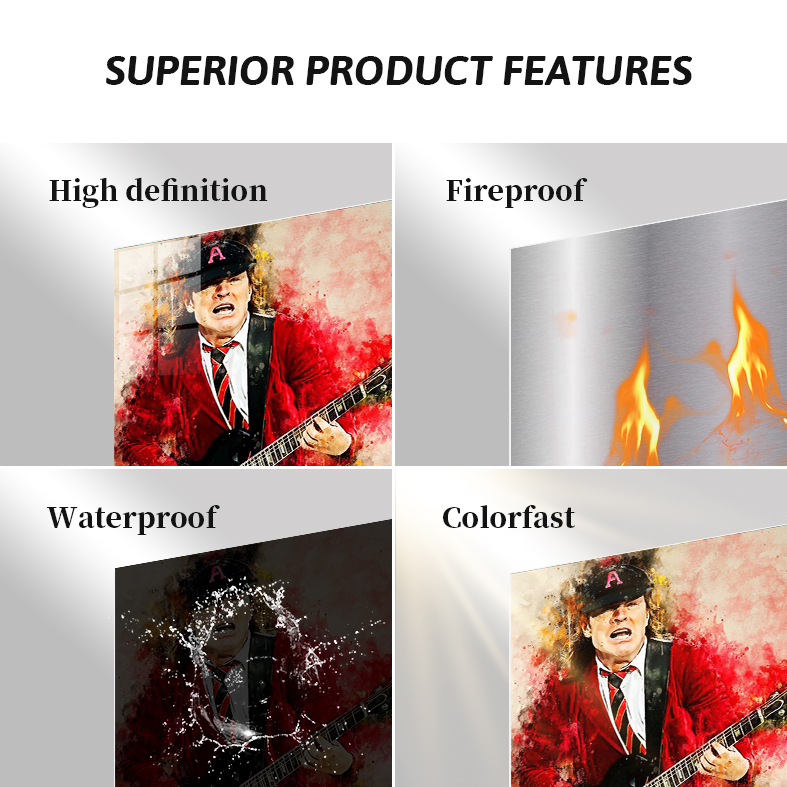 SUPERIOR PRODUCT FEATURES
High definition
Fireproof
A
Waterproof
Colorfast
A
A